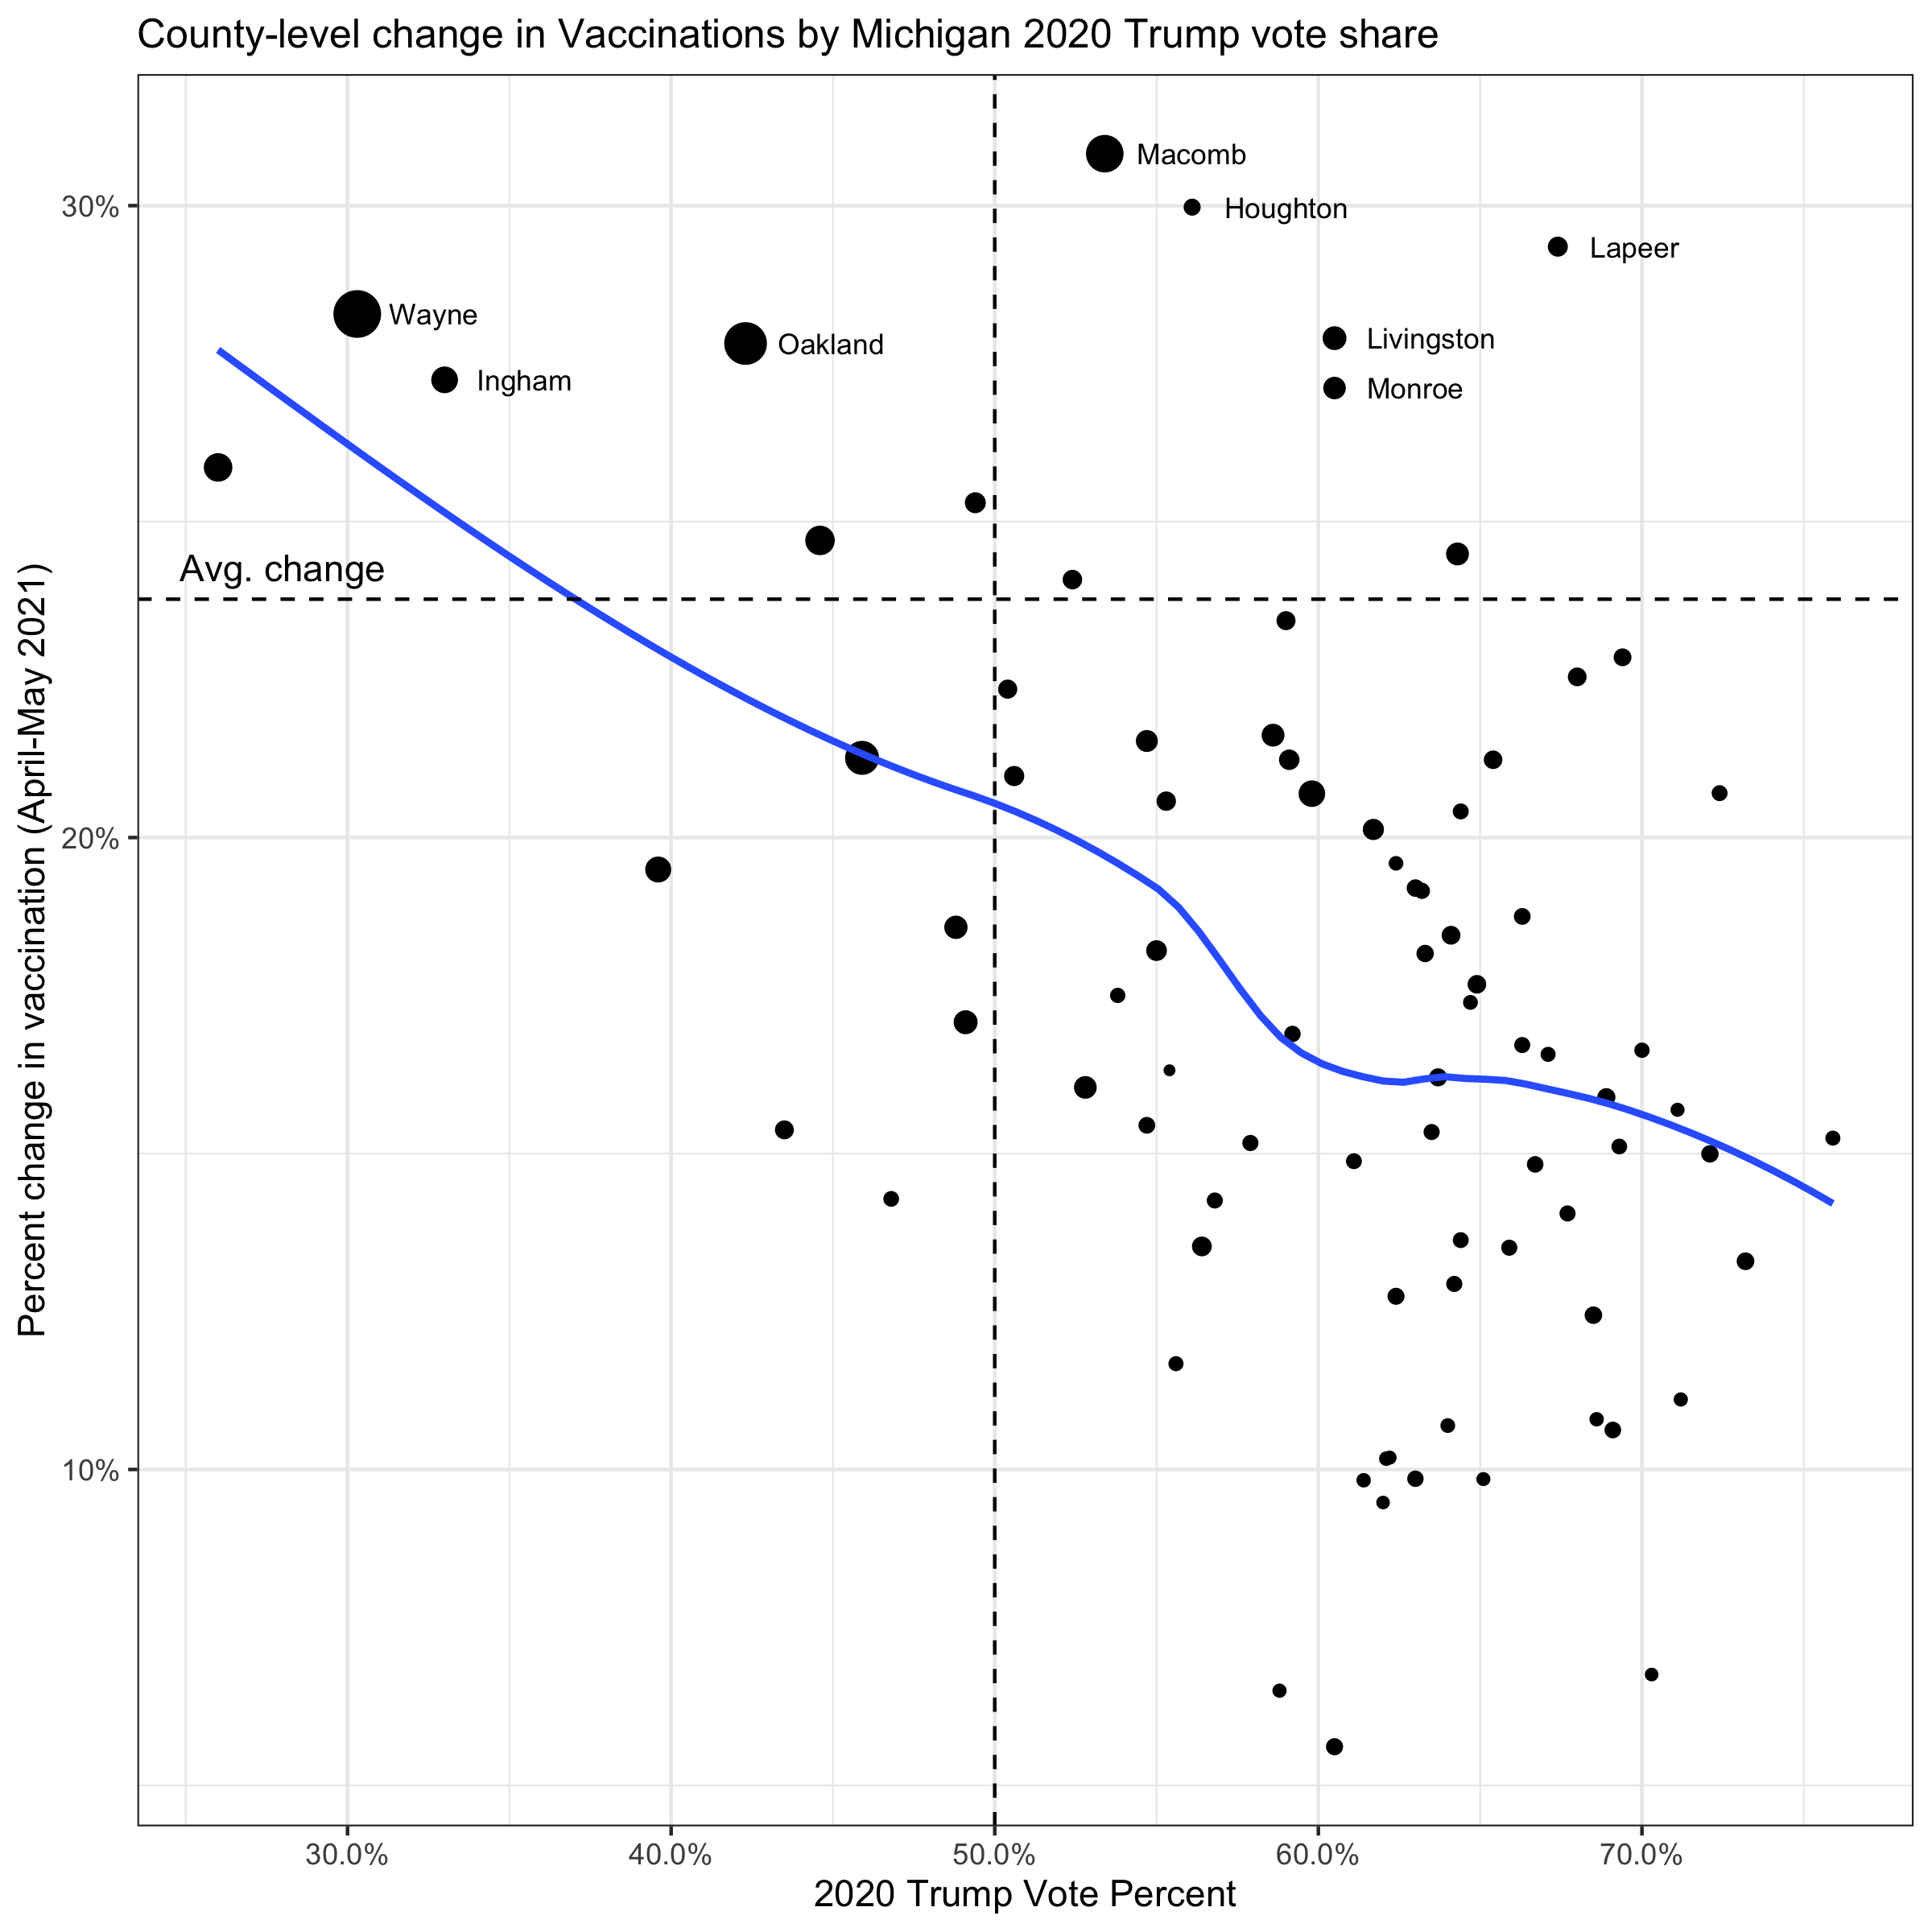 County-level change in Vaccinations by Michigan 2020 Trump vote share
Percent change in vaccination (April-May 2021)
30%
20%
10%
Macomb
Houghton
Lapeer
Wayne
Livingston
Oakland
Ingham
Monroe
Avg. change
30.0%
40.0%
50.0%
60.0%
70.0%
2020 Trump Vote Percent